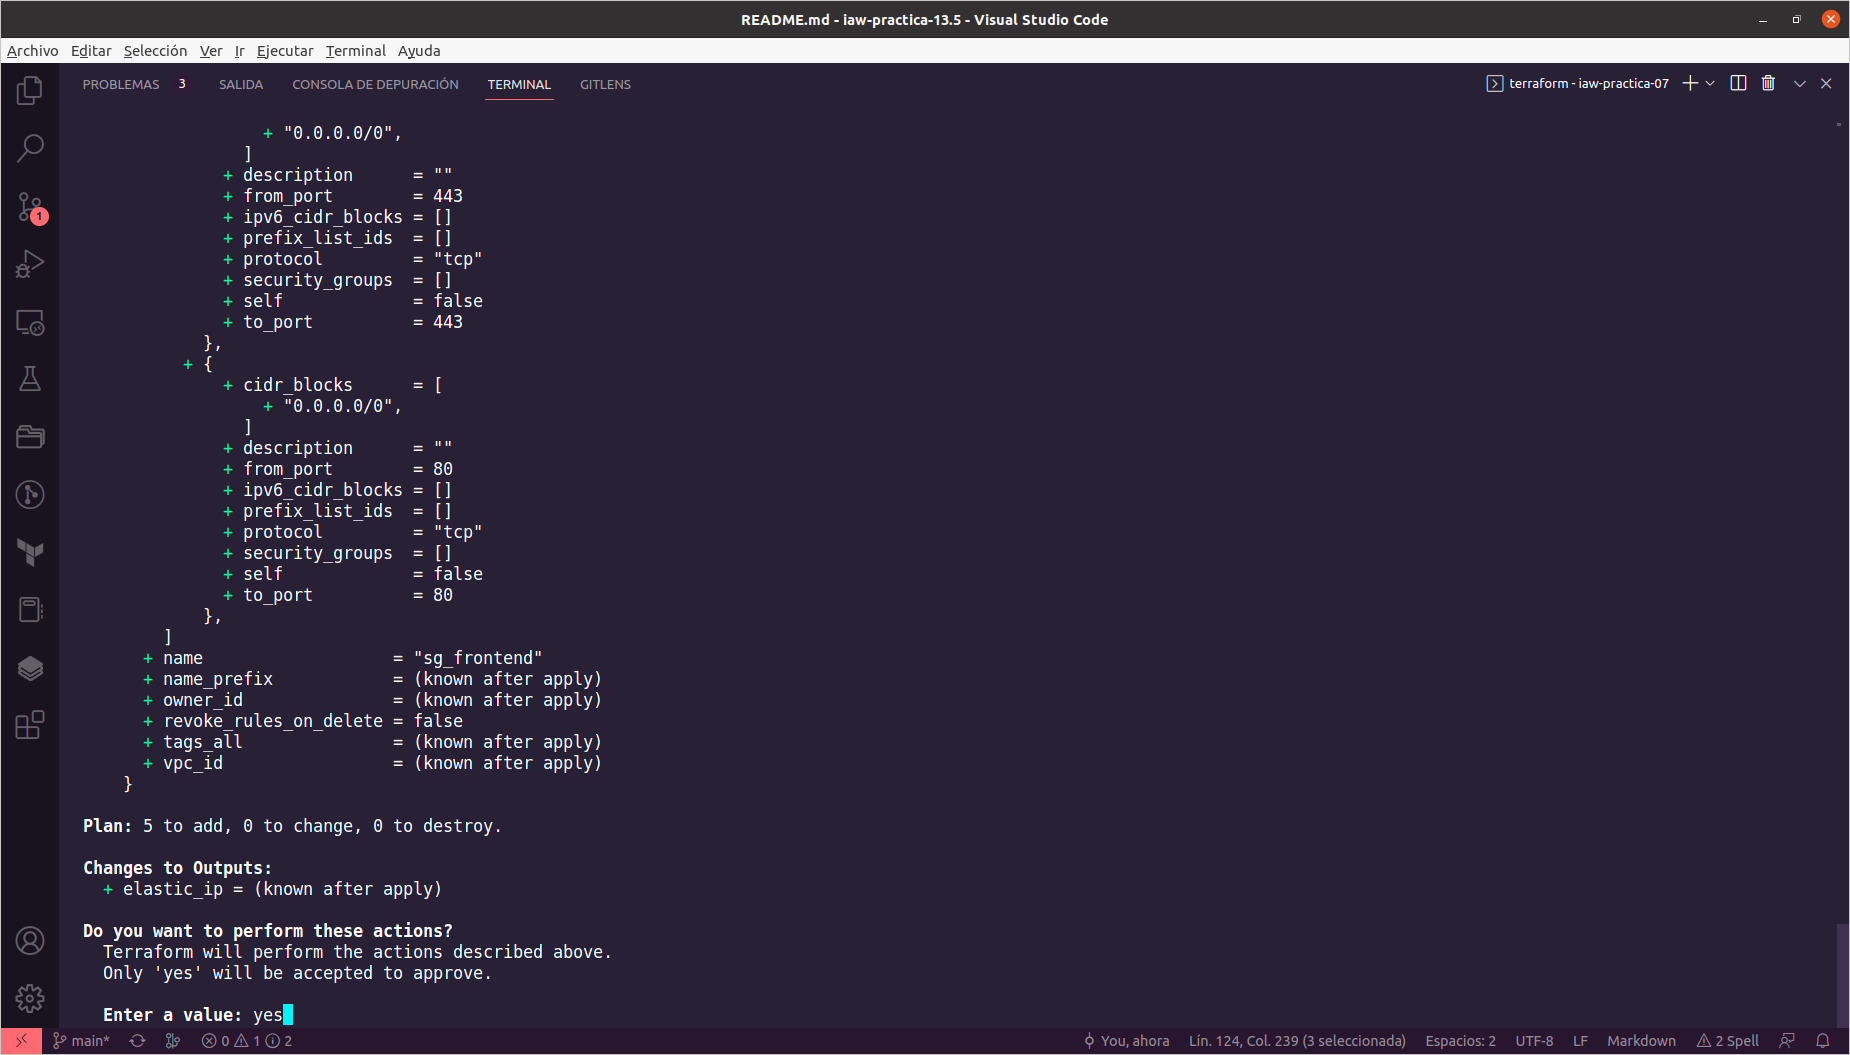 README.md - iaw-practica-13.5 - Visual Studio Code
Archivo Editar Selección Ver Ir Ejecutar Terminal Ayuda
PROBLEMAS 3 SALIDA CONSOLA DE DEPURACIÓN TERMINAL GITLENS terraform - iaw-practica-07
+ "0.0.0.0/0",
]
+ description = ""
+ from_port = 443
+ ipv6_cidr_blocks = []
+ prefix_list_ids = []
+ protocol = "tcp"
+ security_groups = []
+ self = false
+ to_port = 443
},
+ {
+ cidr_blocks = [
+ "0.0.0.0/0",
]
+ description = ""
+ from_port = 80
+ ipv6_cidr_blocks = []
+ prefix_list_ids = []
+ protocol = "tcp"
+ security_groups = []
+ self = false
+ to_port = 80
},
]
+ name = "sg_frontend"
+ name_prefix = (known after apply)
+ owner_id = (known after apply)
+ revoke_rules_on_delete = false
+ tags_all = (known after apply)
+ vpc_id = (known after apply)
}
Plan: 5 to add, 0 to change, 0 to destroy.
Changes to Outputs:
+ elastic_ip = (known after apply)
Do you want to perform these actions?
Terraform will perform the actions described above.
Only 'yes' will be accepted to approve.
Enter a value: yes
1
main* 0 1 2 You, ahora Lín. 124, Col. 239 (3 seleccionada) Espacios: 2 UTF-8 LF Markdown 2 Spell